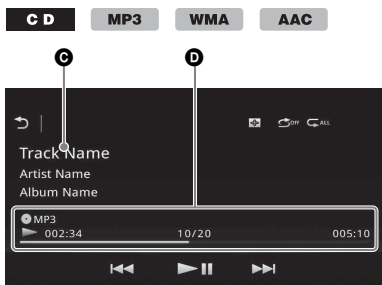 CD MP3 WMA AAC
C D
Off ALL
Track Name
Artist Name
Album Name
MP3
002:34 10/20 005:10